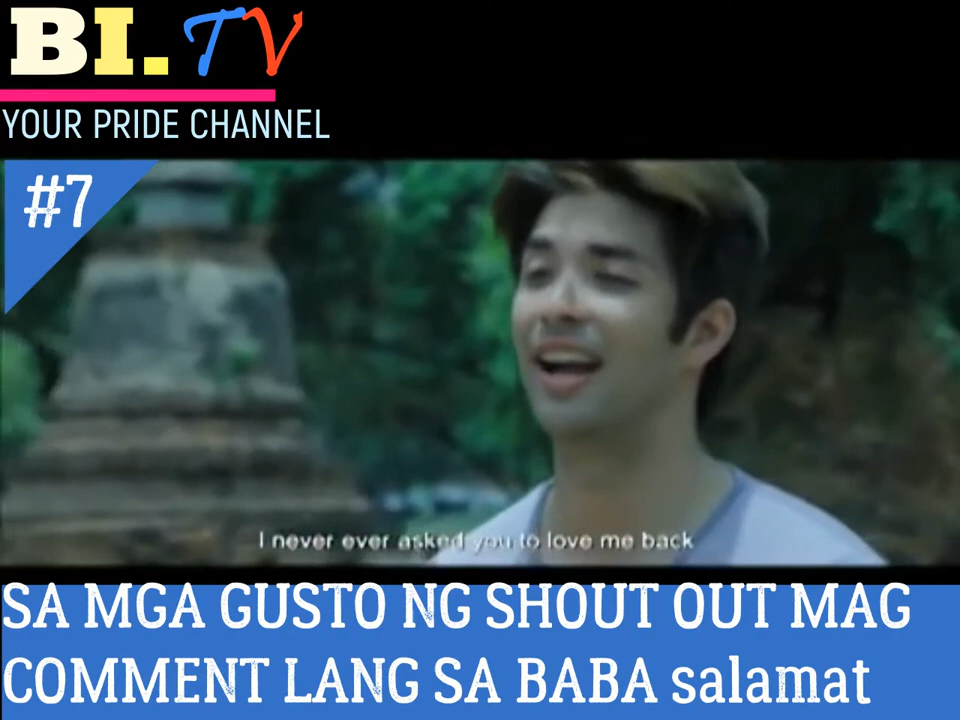 BI.TV
YOUR PRIDE CHANNEL
#7
I never ever asked you to love me back
SA MGA GUSTO NG SHOUT OUT MAG
COMMENT LANG SA BABA salamat